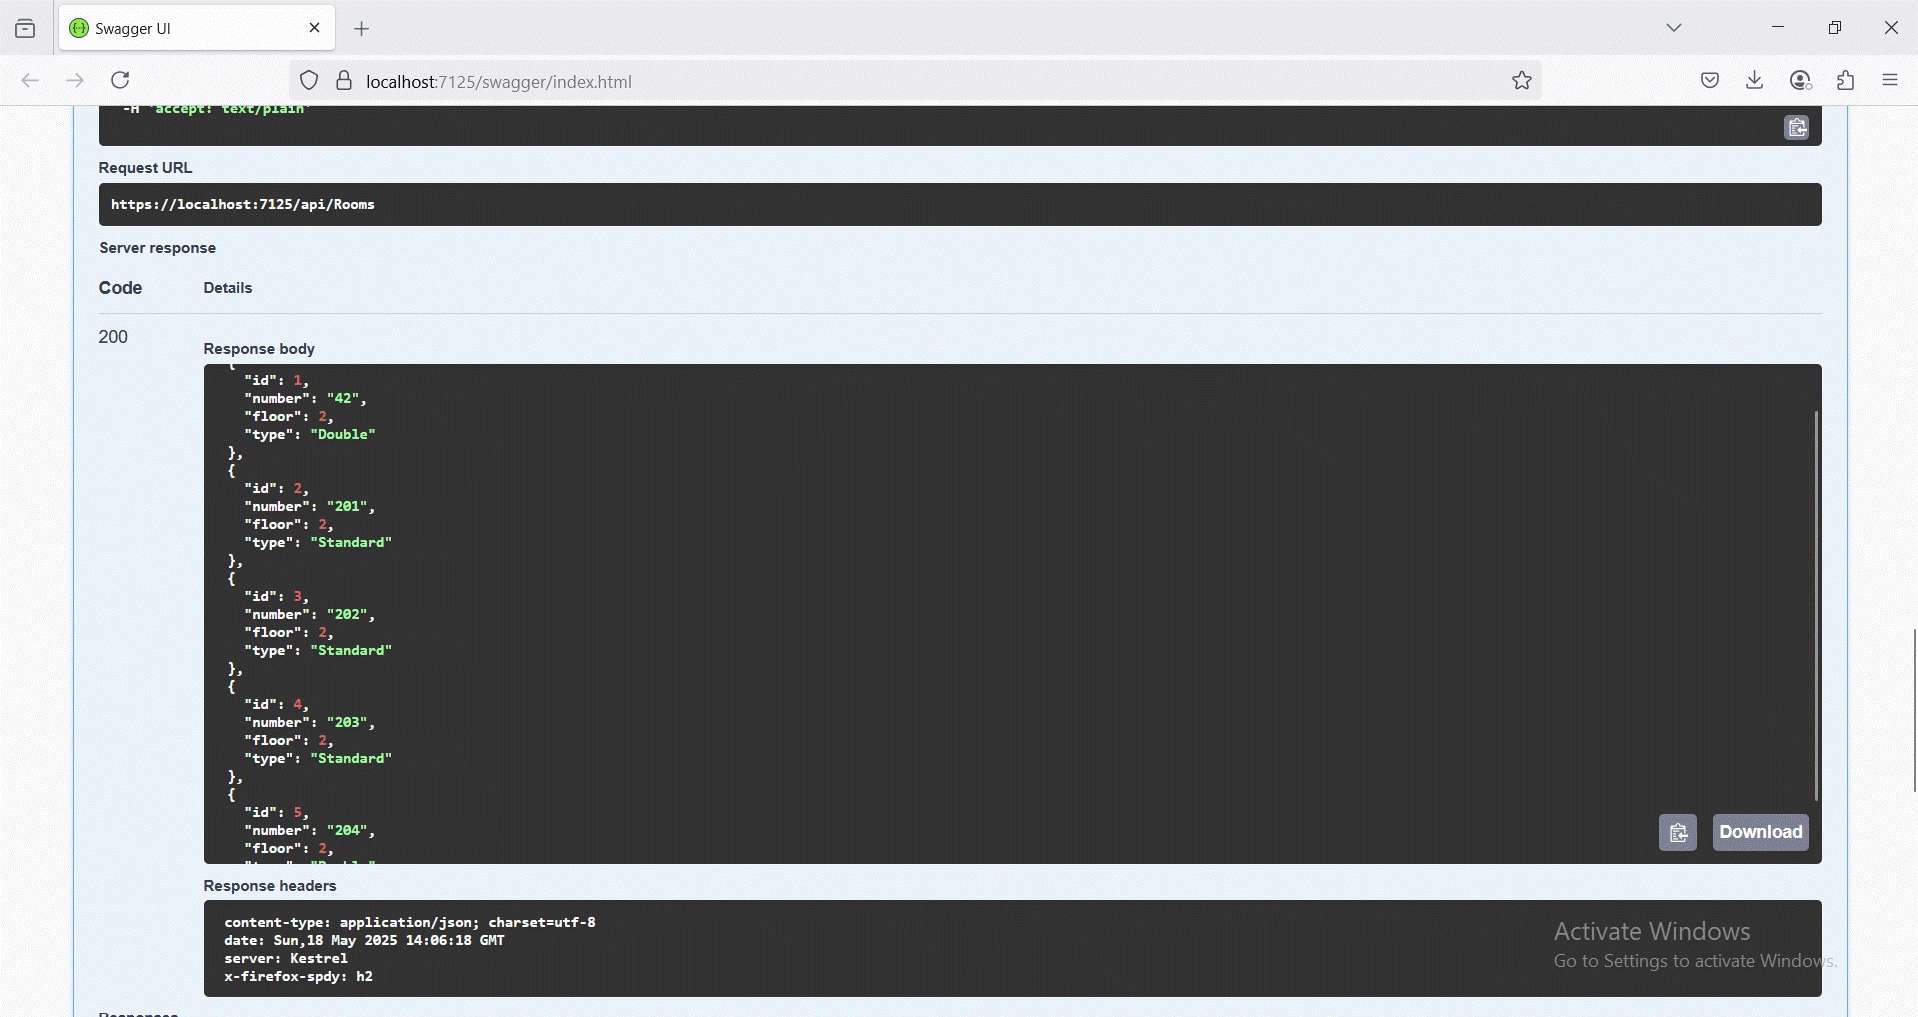 Swagger UI
localhost:7125/swagger/index.html
-H 'accept: text/plain'
Request URL
https://localhost:7125/api/Rooms
Server response
Code Details
200
Response body
{
"id": 1,
"number": "42",
"floor": 2,
"type": "Double"
},
{
"id": 2,
"number": "201",
"floor": 2,
"type": "Standard"
},
{
"id": 3,
"number": "202",
"floor": 2,
"type": "Standard"
},
{
"id": 4,
"number": "203",
"floor": 2,
"type": "Standard"
},
{
"id": 5,
"number": "204",
"floor": 2,
Download
Response headers
content-type: application/json; charset=utf-8
date: Sun,18 May 2025 14:06:18 GMT
server: Kestrel
x-firefox-spdy: h2
Activate Windows
Go to Settings to activate Windows.
Responses